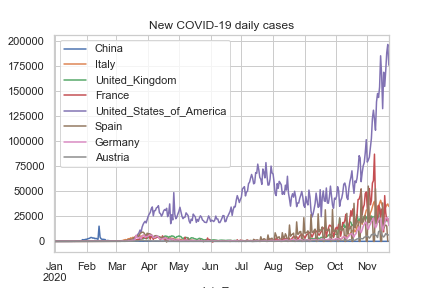 New COVID-19 daily cases
200000
175000
150000
125000
100000
75000
50000
25000
0
China
Italy
United_Kingdom
France
United_States_of_America
Spain
Germany
Austria
Jan Feb Mar Apr May Jun Jul Aug Sep Oct Nov
2020